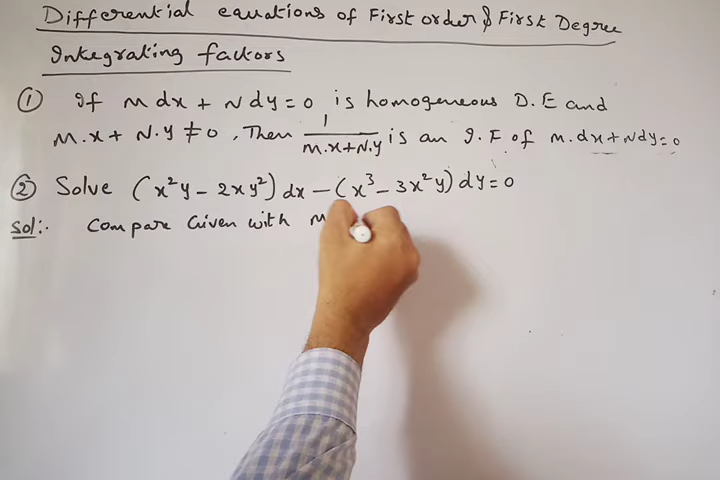 Differential equations of First order & First Degree
Integrating factors
① If M dx + N dy = 0 is homogeneous D.E and
M.x + N.y ≠ 0, Then 1/(M.x+N.y) is an I.F of M.dx+Ndy=0
② Solve (x²y - 2xy²) dx - (x³ - 3x²y) dy = 0
Sol:. Compare Given with M